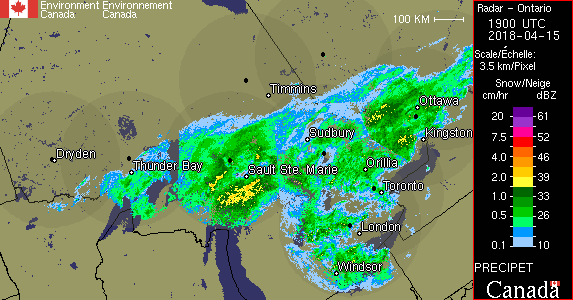 Environment Environnement
Canada Canada
100 KM
Timmins
Ottawa
Sudbury
Kingston
Dryden
Thunder Bay
Sault Ste. Marie
Orillia
Toronto
London
Windsor
Radar - Ontario
1900 UTC
2018-04-15
Scale/Échelle:
3.5 km/Pixel
Snow/Neige
cm/hr dBZ
20 61
7.5 52
4.0 46
2.0 39
1.0 33
0.5 26
0.1 10
PRECIPET
Canada